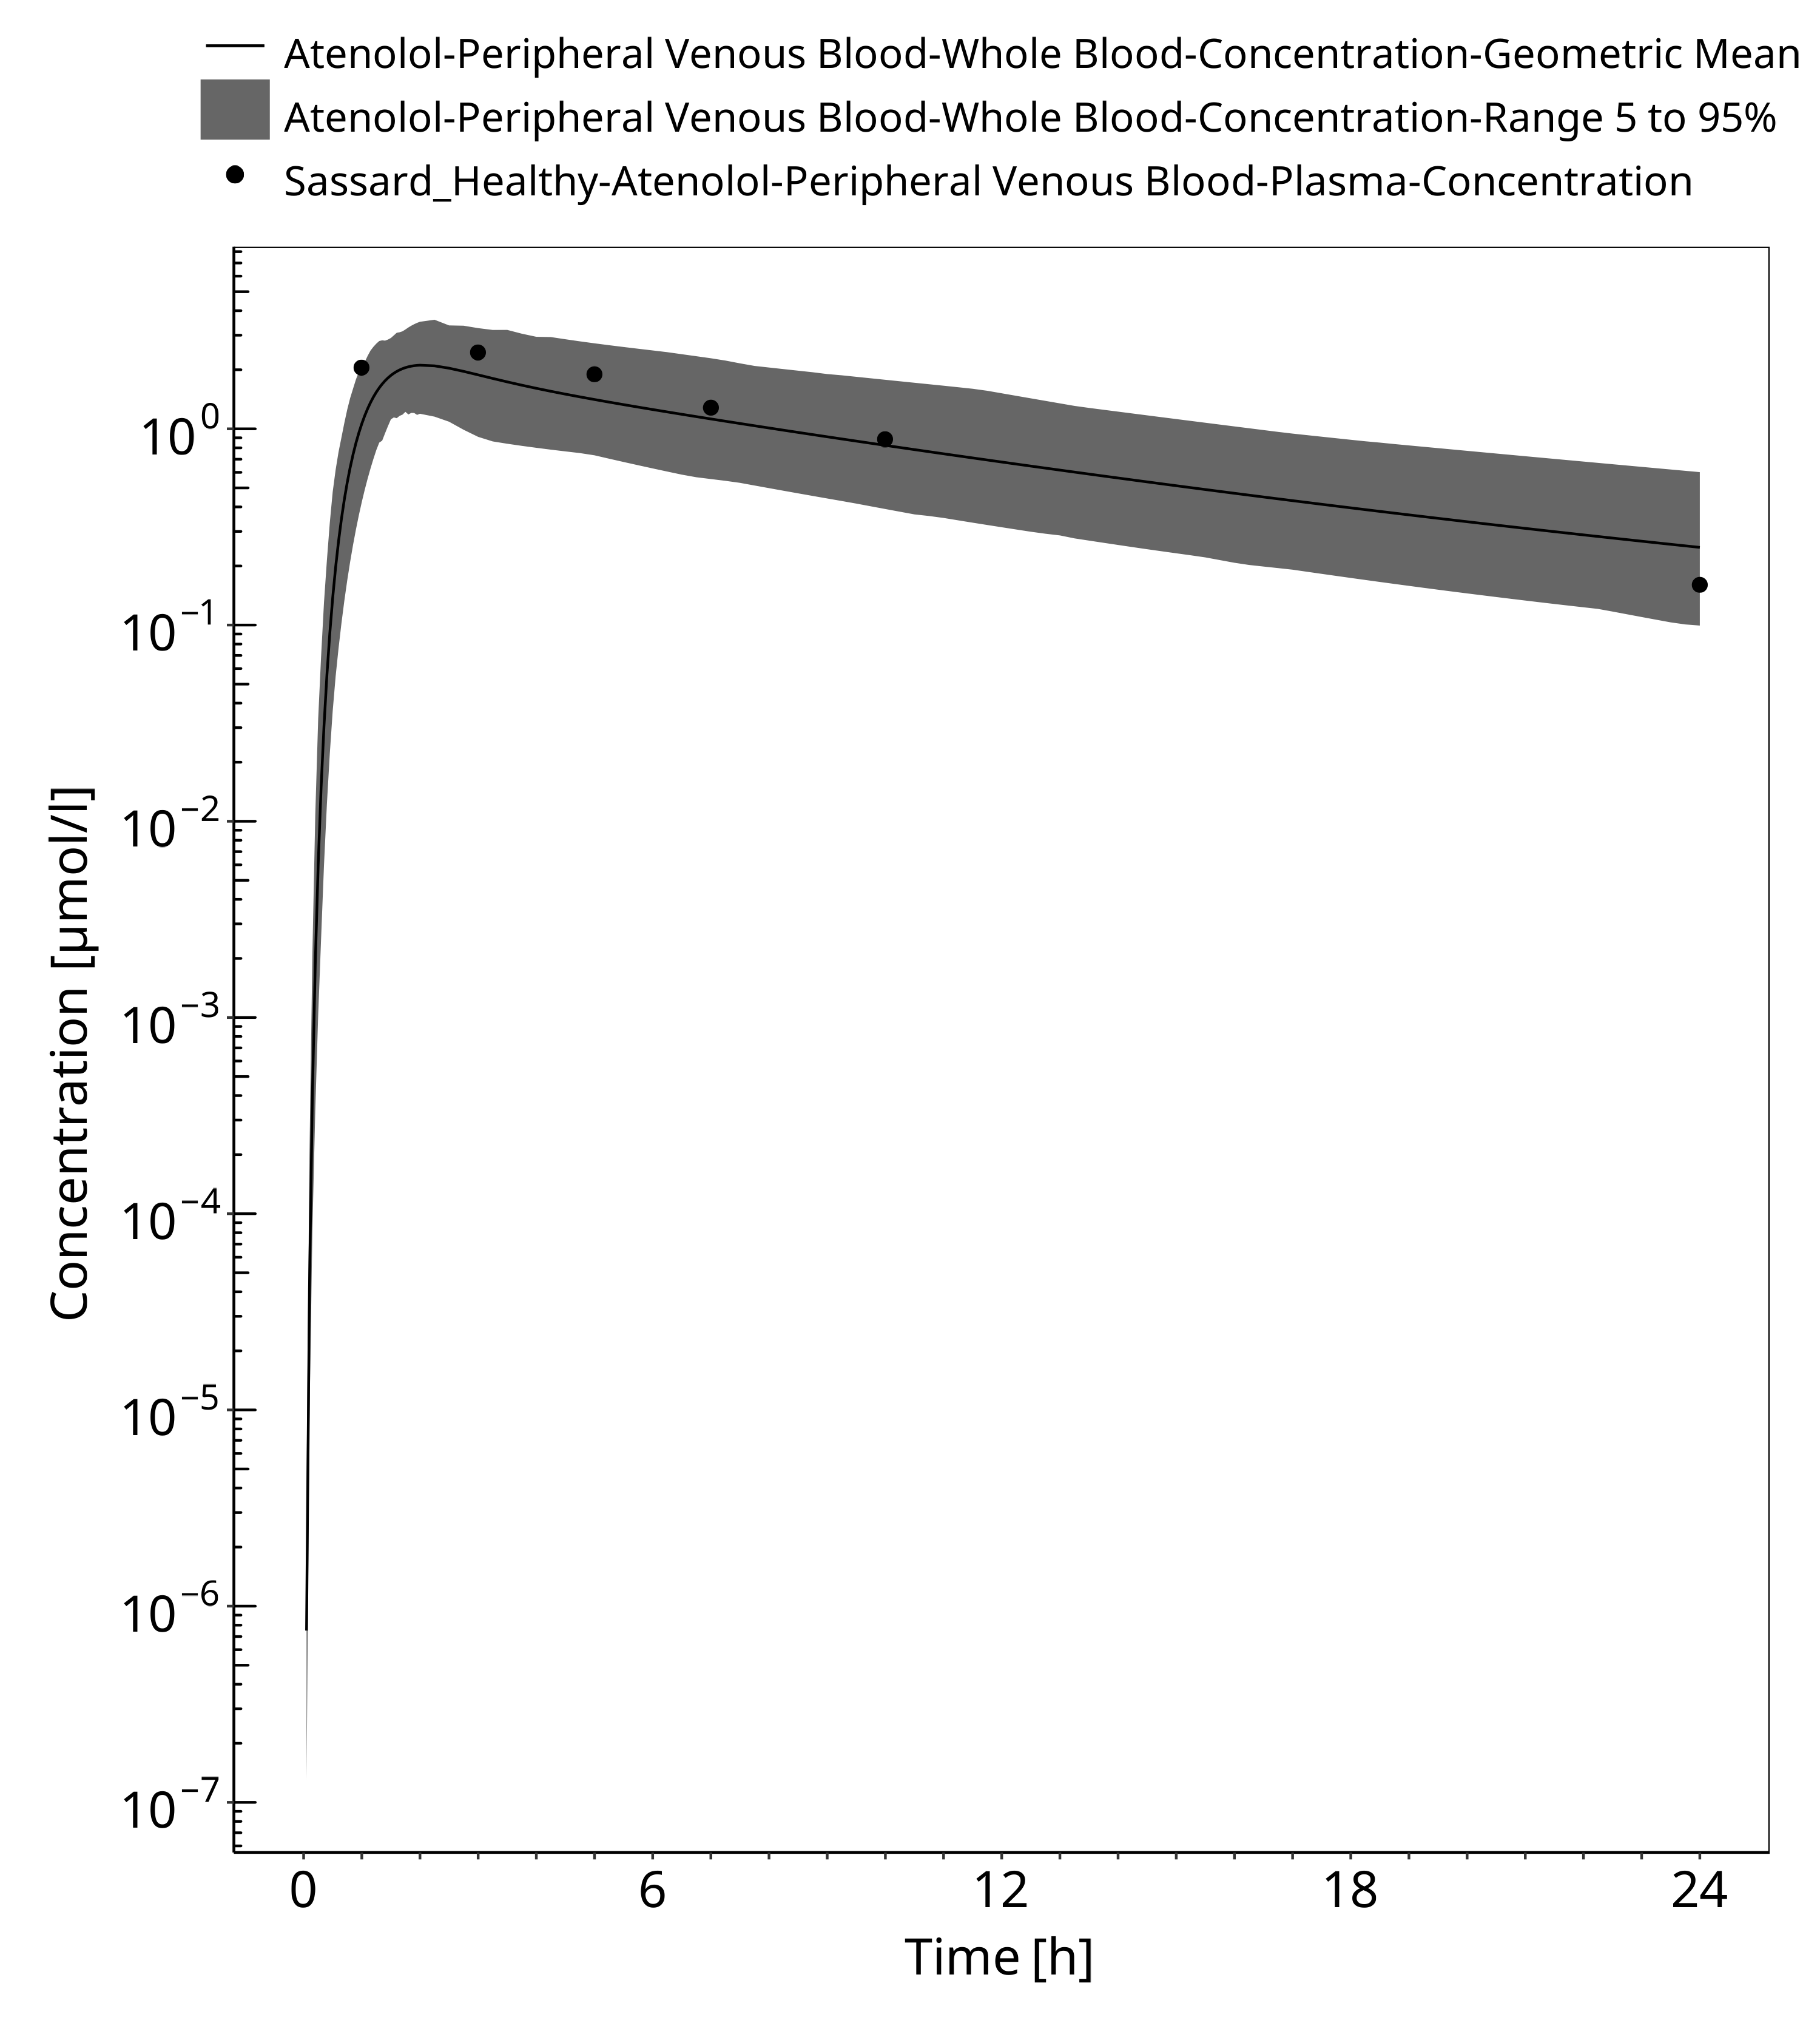 Atenolol-Peripheral Venous Blood-Whole Blood-Concentration-Geometric Mean
Atenolol-Peripheral Venous Blood-Whole Blood-Concentration-Range 5 to 95%
Sassard_Healthy-Atenolol-Peripheral Venous Blood-Plasma-Concentration
Concentration [µmol/l]
10⁰
10⁻¹
10⁻²
10⁻³
10⁻⁴
10⁻⁵
10⁻⁶
10⁻⁷
0 6 12 18 24
Time [h]